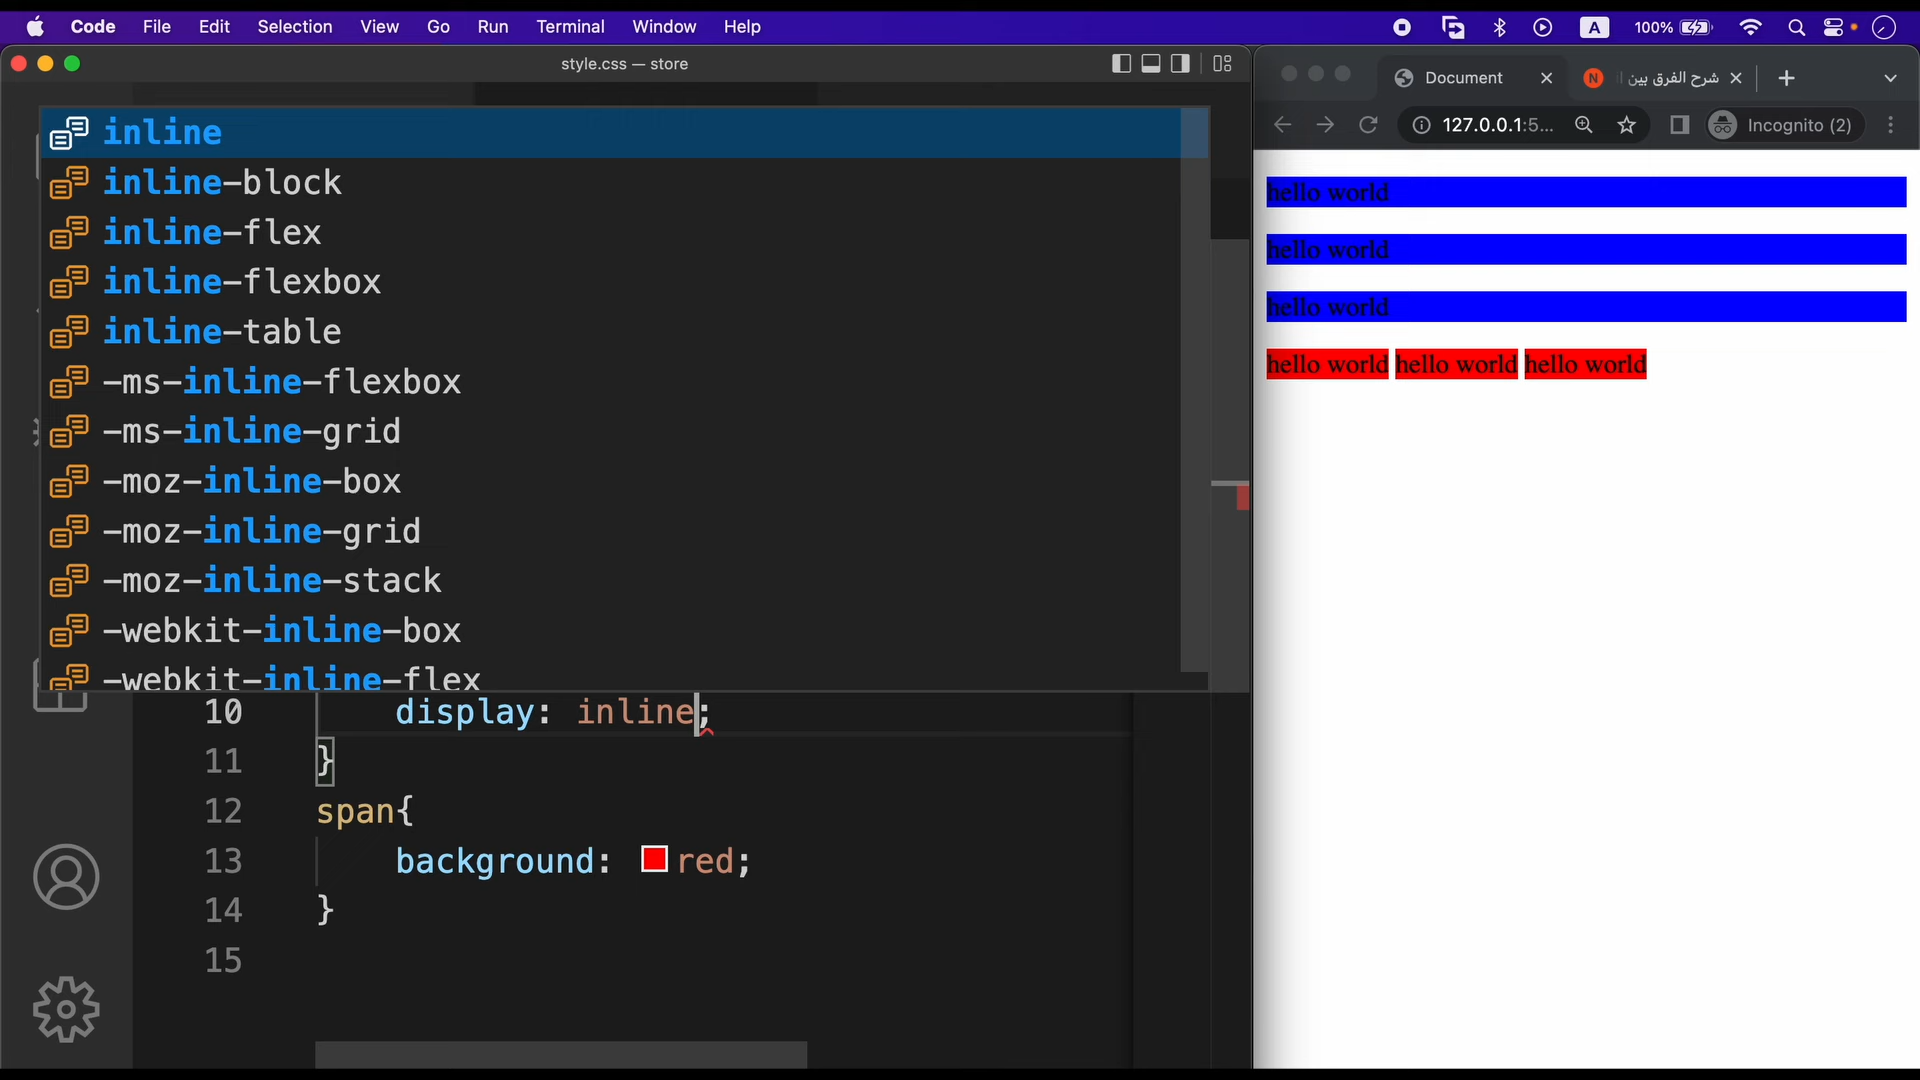 Code File Edit Selection View Go Run Terminal Window Help
A 100%
style.css — store
inline
inline-block
inline-flex
inline-flexbox
inline-table
-ms-inline-flexbox
-ms-inline-grid
-moz-inline-box
-moz-inline-grid
-moz-inline-stack
-webkit-inline-box
-webkit-inline-flex
10 display: inline;
11 }
12 span{
13 background: red;
14 }
15
Document
N شرح الفرق بين
127.0.0.1:5... Incognito (2)
hello world
hello world
hello world
hello world hello world hello world